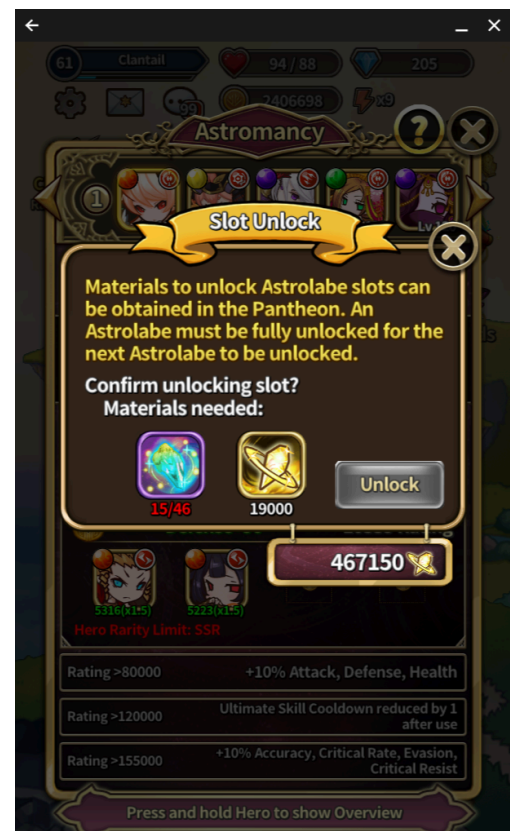 61 Clantail 94/88 205
99 2406698 x9
Astromancy
?
1
Slot Unlock
Materials to unlock Astrolabe slots can
be obtained in the Pantheon. An
Astrolabe must be fully unlocked for the
next Astrolabe to be unlocked.
Confirm unlocking slot?
Materials needed:
15/46 19000 Unlock
467150
5316(x1.5) 5223(x1.5)
Hero Rarity Limit: SSR
Rating >80000 +10% Attack, Defense, Health
Rating >120000 Ultimate Skill Cooldown reduced by 1
after use
Rating >155000 +10% Accuracy, Critical Rate, Evasion,
Critical Resist
Press and hold Hero to show Overview